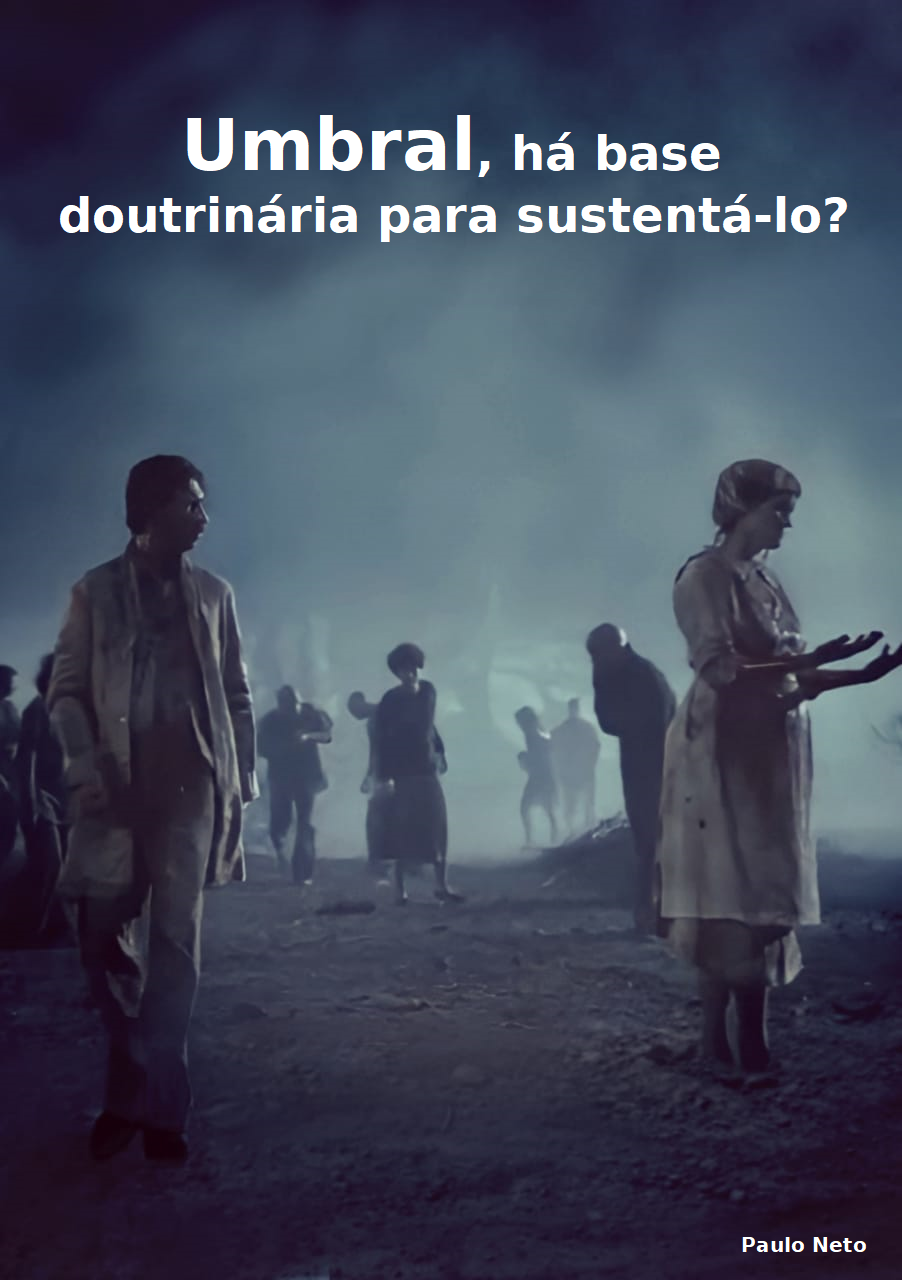 Umbral, há base
doutrinária para sustentá-lo?
Paulo Neto